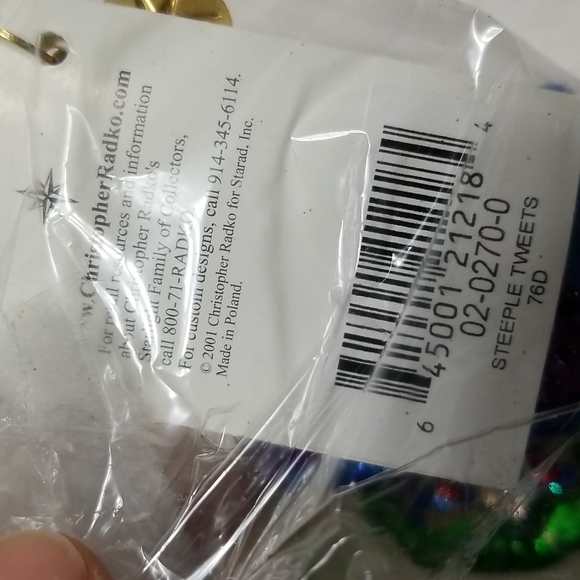 www.ChristopherRadko.com
For retail resources and information
about Christopher Radko's
Starlight Family of Collectors,
call 800-71-RADKO
For custom designs, call 914-345-6114.
© 2001 Christopher Radko for Starad, Inc.
Made in Poland.
6 45001 21218 4
02-0270-0
STEEPLE TWEETS
76D